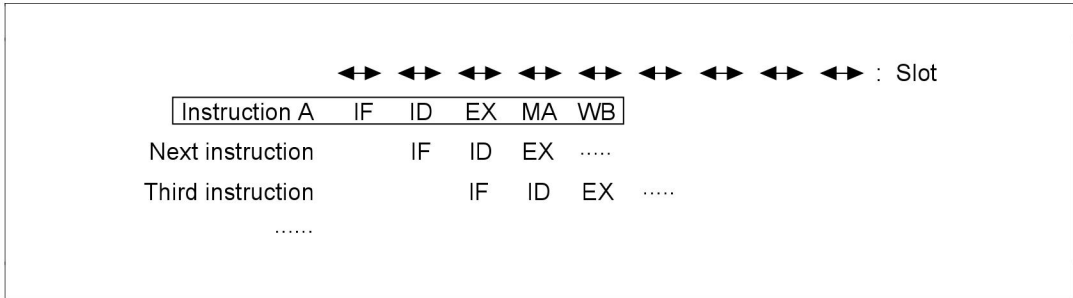 : Slot
Instruction A IF ID EX MA WB
Next instruction IF ID EX .....
Third instruction IF ID EX .....
......